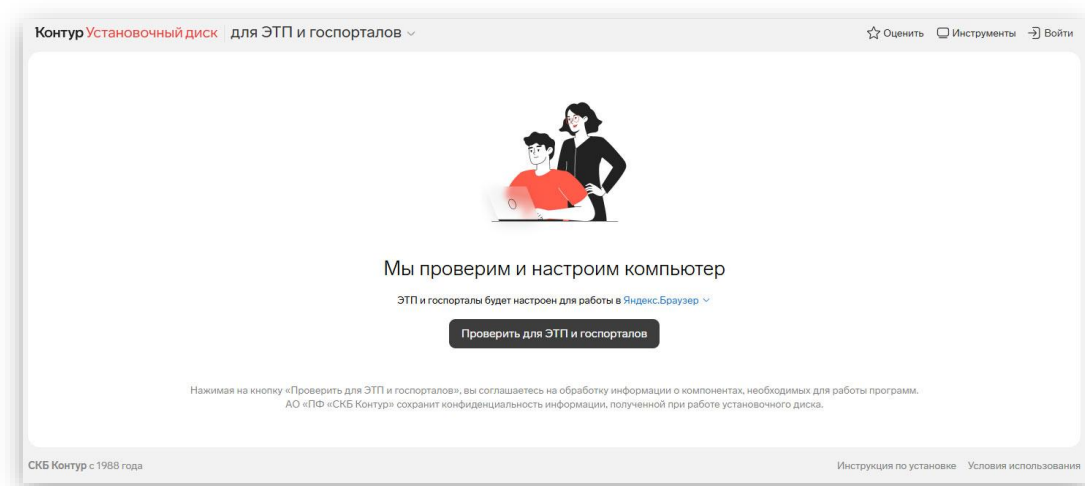 Контур Установочный диск для ЭТП и госпорталов
Оценить Инструменты Войти
Мы проверим и настроим компьютер
ЭТП и госпорталы будет настроен для работы в Яндекс.Браузер
Проверить для ЭТП и госпорталов
Нажимая на кнопку «Проверить для ЭТП и госпорталов», вы соглашаетесь на обработку информации о компонентах, необходимых для работы программ.
АО «ПФ «СКБ Контур» сохранит конфиденциальность информации, полученной при работе установочного диска.
СКБ Контур с 1988 года
Инструкция по установке Условия использования